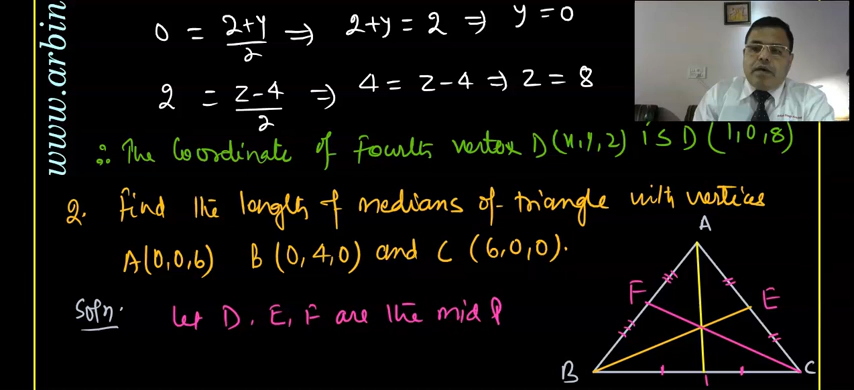 0 = (2+y)/2 ⇒ 2+y = 2 ⇒ y = 0
2 = (z-4)/2 ⇒ 4 = z-4 ⇒ z = 8
∴ The Coordinate of fourth vertex D(x,y,z) is D (1,0,8)
2. Find the length of medians of triangle with vertices
A(0,0,6) B (0,4,0) and C (6,0,0).
Soln. Let D, E, F are the mid P
A
F
E
B
C
www.arbin